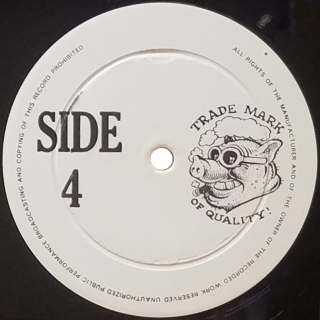 SIDE
4
TRADE MARK
OF QUALITY!
ALL RIGHTS OF THE MANUFACTURER AND OF THE OWNER OF THE RECORDED WORK RESERVED UNAUTHORIZED PUBLIC PERFORMANCE BROADCASTING AND COPYING OF THIS RECORD PROHIBITED